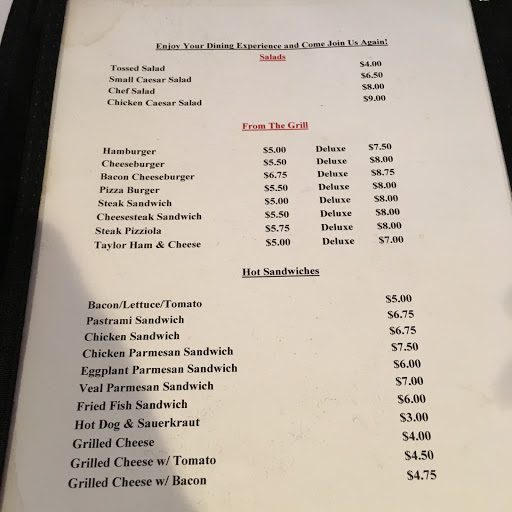 Enjoy Your Dining Experience and Come Join Us Again!
Salads
Tossed Salad $4.00
Small Caesar Salad $6.50
Chef Salad $8.00
Chicken Caesar Salad $9.00
From The Grill
Hamburger $5.00 Deluxe $7.50
Cheeseburger $5.50 Deluxe $8.00
Bacon Cheeseburger $6.75 Deluxe $8.75
Pizza Burger $5.50 Deluxe $8.00
Steak Sandwich $5.00 Deluxe $8.00
Cheesesteak Sandwich $5.50 Deluxe $8.00
Steak Pizziola $5.75 Deluxe $8.00
Taylor Ham & Cheese $5.00 Deluxe $7.00
Hot Sandwiches
Bacon/Lettuce/Tomato $5.00
Pastrami Sandwich $6.75
Chicken Sandwich $6.75
Chicken Parmesan Sandwich $7.50
Eggplant Parmesan Sandwich $6.00
Veal Parmesan Sandwich $7.00
Fried Fish Sandwich $6.00
Hot Dog & Sauerkraut $3.00
Grilled Cheese $4.00
Grilled Cheese w/ Tomato $4.50
Grilled Cheese w/ Bacon $4.75